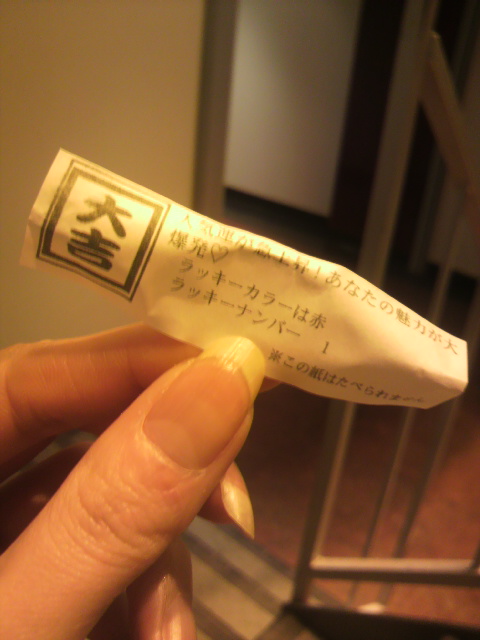 大吉
人気運が急上昇！あなたの魅力が大
爆発♡
ラッキーカラーは赤
ラッキーナンバー 1
※この紙はたべられません